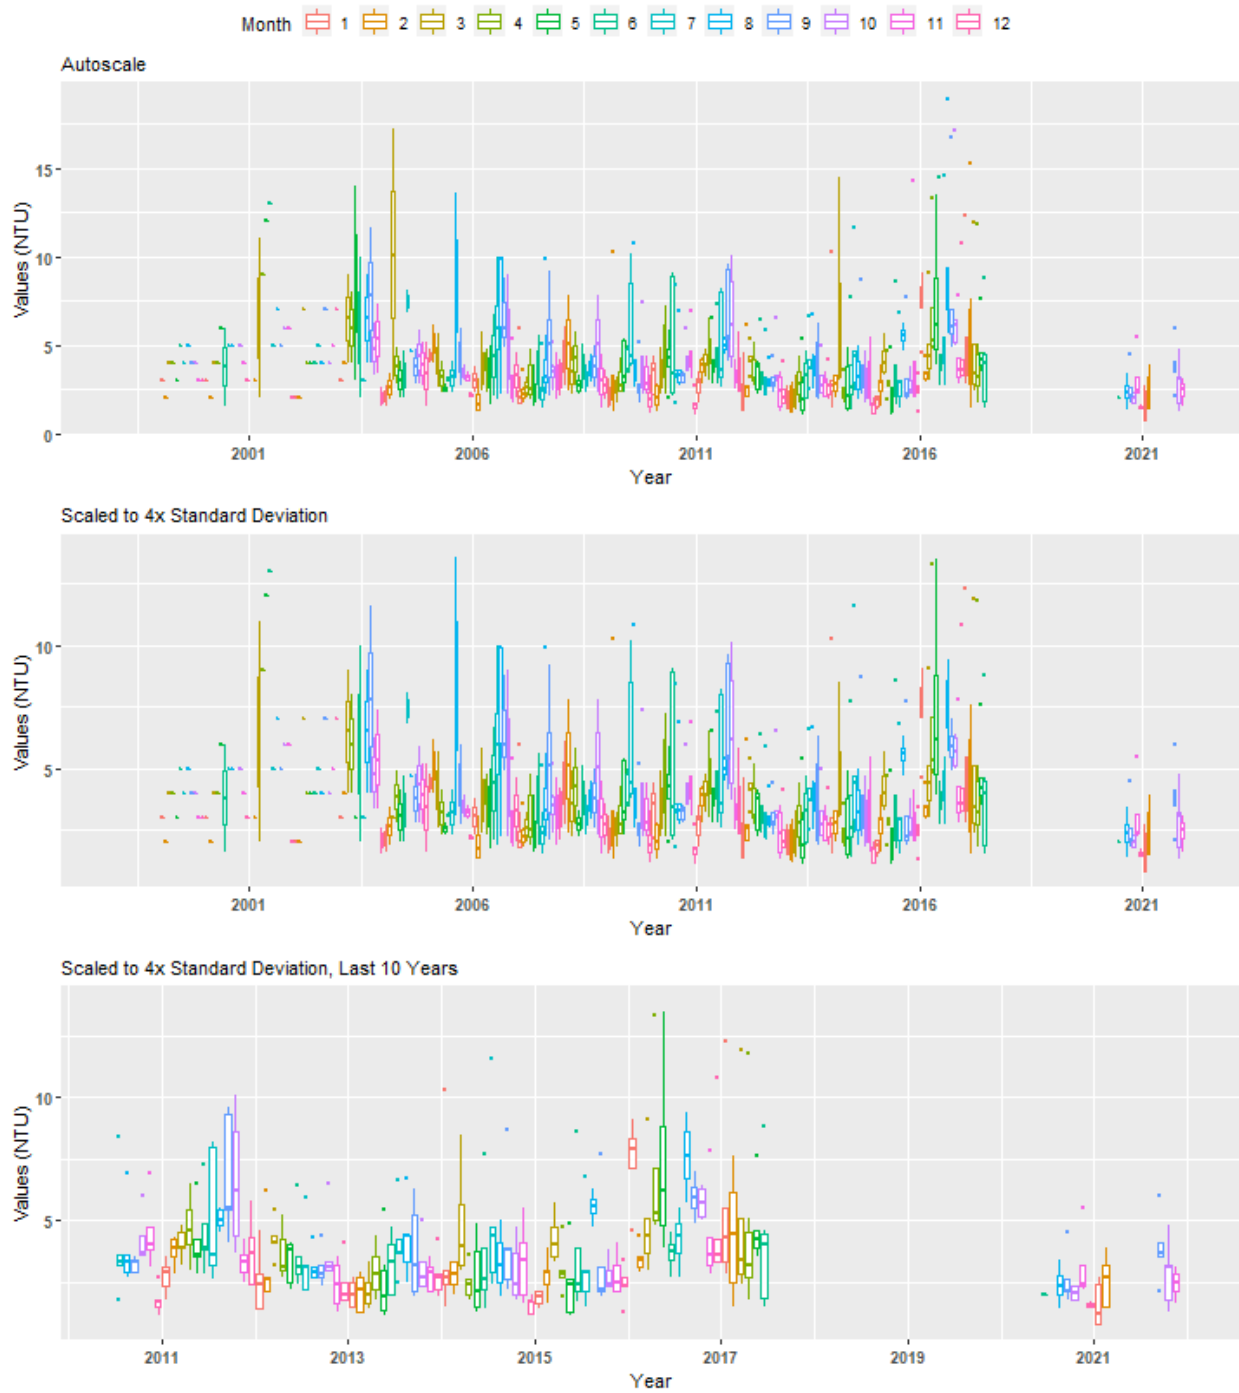 Month 1 2 3 4 5 6 7 8 9 10 11 12
Autoscale
Values (NTU)
15
10
5
0
2001 2006 2011 2016 2021
Year
Scaled to 4x Standard Deviation
Values (NTU)
10
5
2001 2006 2011 2016 2021
Year
Scaled to 4x Standard Deviation, Last 10 Years
Values (NTU)
10
5
2011 2013 2015 2017 2019 2021
Year